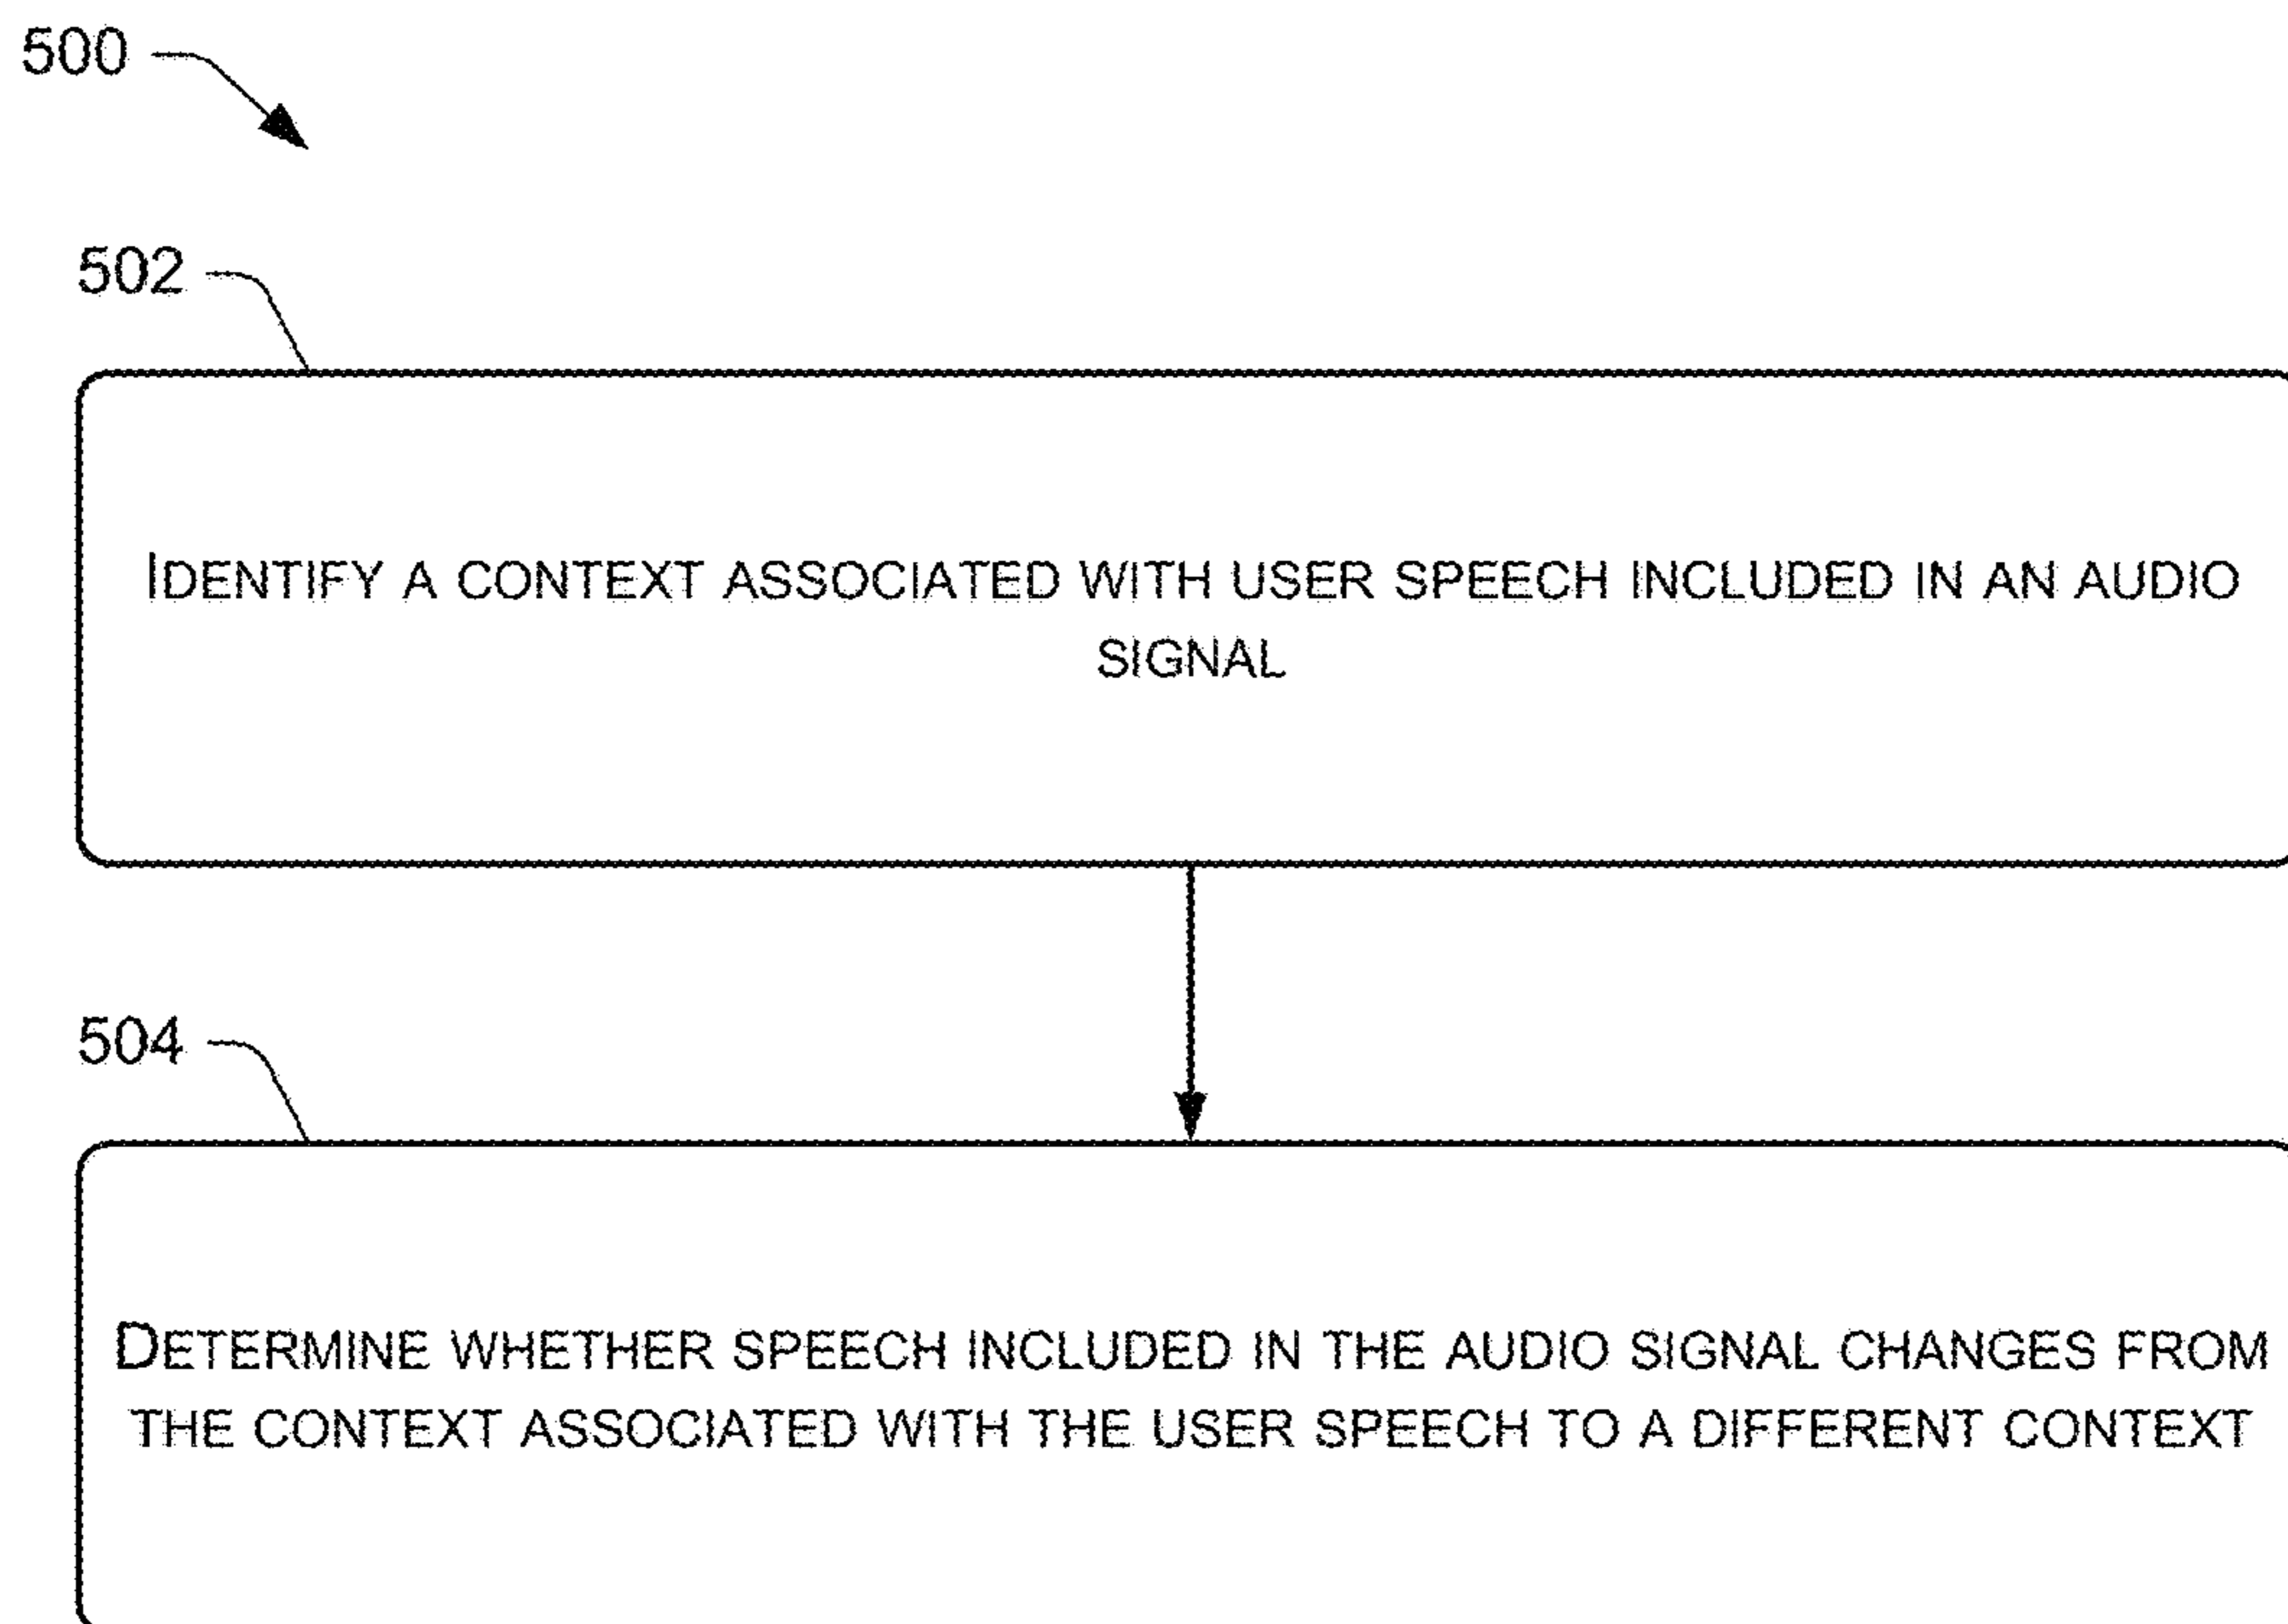 500
502
IDENTIFY A CONTEXT ASSOCIATED WITH USER SPEECH INCLUDED IN AN AUDIO
SIGNAL
504
DETERMINE WHETHER SPEECH INCLUDED IN THE AUDIO SIGNAL CHANGES FROM
THE CONTEXT ASSOCIATED WITH THE USER SPEECH TO A DIFFERENT CONTEXT